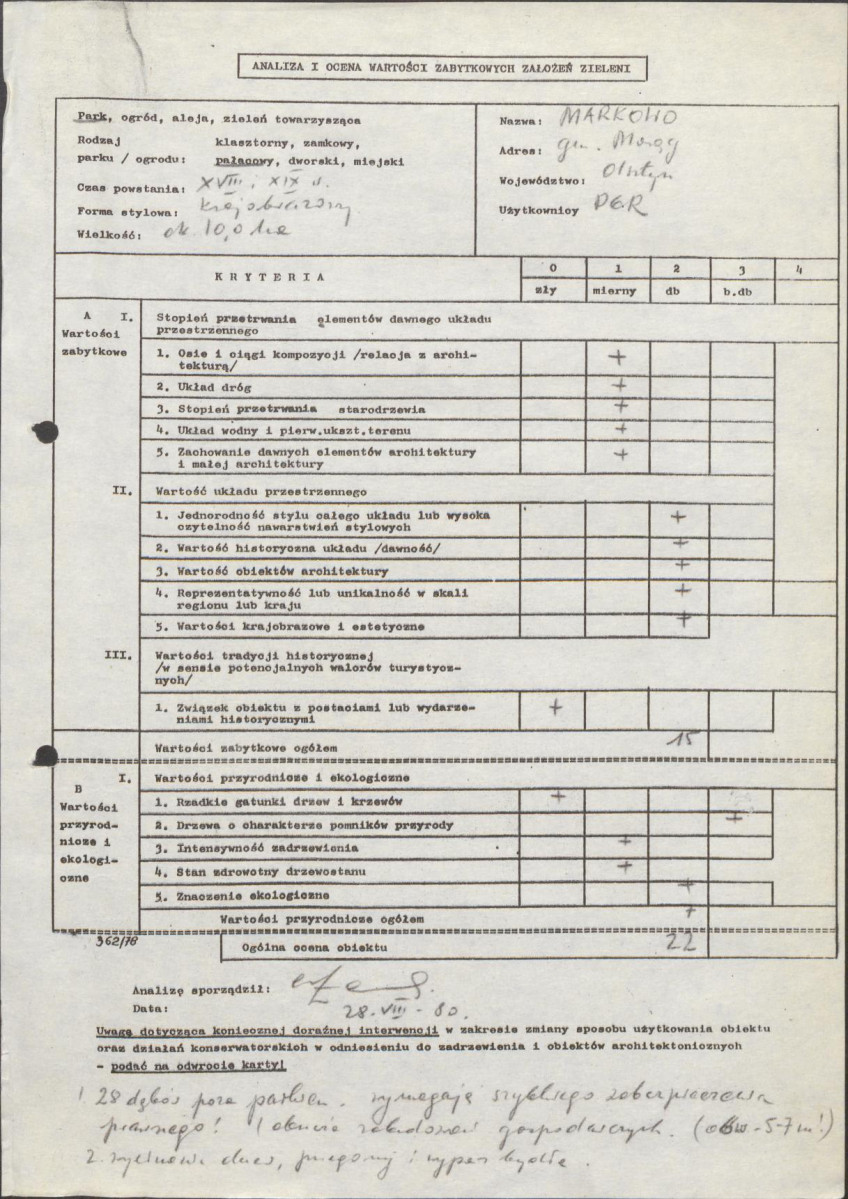 ANALIZA I OCENA WARTOŚCI ZABYTKOWYCH ZAŁOŻEŃ ZIELENI
Park, ogród, aleja, zieleń towarzysząca
Rodzaj klasztorny, zamkowy,
parku / ogrodu: pałacowy, dworski, miejski
Czas powstania: XVIII i XIX w.
Forma stylowa: krajobrazowy
Wielkość: ok. 10,0 ha
Nazwa: MARKOWO
Adres: gm. Morąg
Województwo: Olsztyn
Użytkownicy PGR
KRYTERIA 0 1 2 3 4
zły mierny db b.db
A I. Stopień przetrwania elementów dawnego układu
Wartości przestrzennego
zabytkowe
1. Osie i ciągi kompozycji /relacja z archi- +
tekturą/
2. Układ dróg +
3. Stopień przetrwania starodrzewia +
4. Układ wodny i pierw.ukszt.terenu +
5. Zachowanie dawnych elementów architektury +
i małej architektury
II. Wartość układu przestrzennego
1. Jednorodność stylu całego układu lub wysoka +
czytelność nawarstwień stylowych
2. Wartość historyczna układu /dawność/ +
3. Wartość obiektów architektury +
4. Reprezentatywność lub unikalność w skali +
regionu lub kraju
5. Wartości krajobrazowe i estetyczne +
III. Wartości tradycji historycznej
/w sensie potencjalnych walorów turystycz-
nych/
1. Związek obiektu z postaciami lub wydarze- +
niami historycznymi
Wartości zabytkowe ogółem 15
B I. Wartości przyrodnicze i ekologiczne
Wartości
przyrod-
nicze i
ekologi-
czne
1. Rzadkie gatunki drzew i krzewów +
2. Drzewa o charakterze pomników przyrody +
3. Intensywność zadrzewienia +
4. Stan zdrowotny drzewostanu +
5. Znaczenie ekologiczne +
Wartości przyrodnicze ogółem 7
362/78
Ogólna ocena obiektu 22
Analizę sporządził:
Data: 28. VIII - 80.
Uwagę dotycząca koniecznej doraźnej interwencji w zakresie zmiany sposobu użytkowania obiektu
oraz działań konserwatorskich w odniesieniu do zadrzewienia i obiektów architektonicznych
- podać na odwrocie karty!
1. 28 dębów poza parkiem. wymagają szybkiego zabezpieczenia
prawnego! gospodarczych. (obw. 5-7 m!)
2. drzew, i wypas bydła.